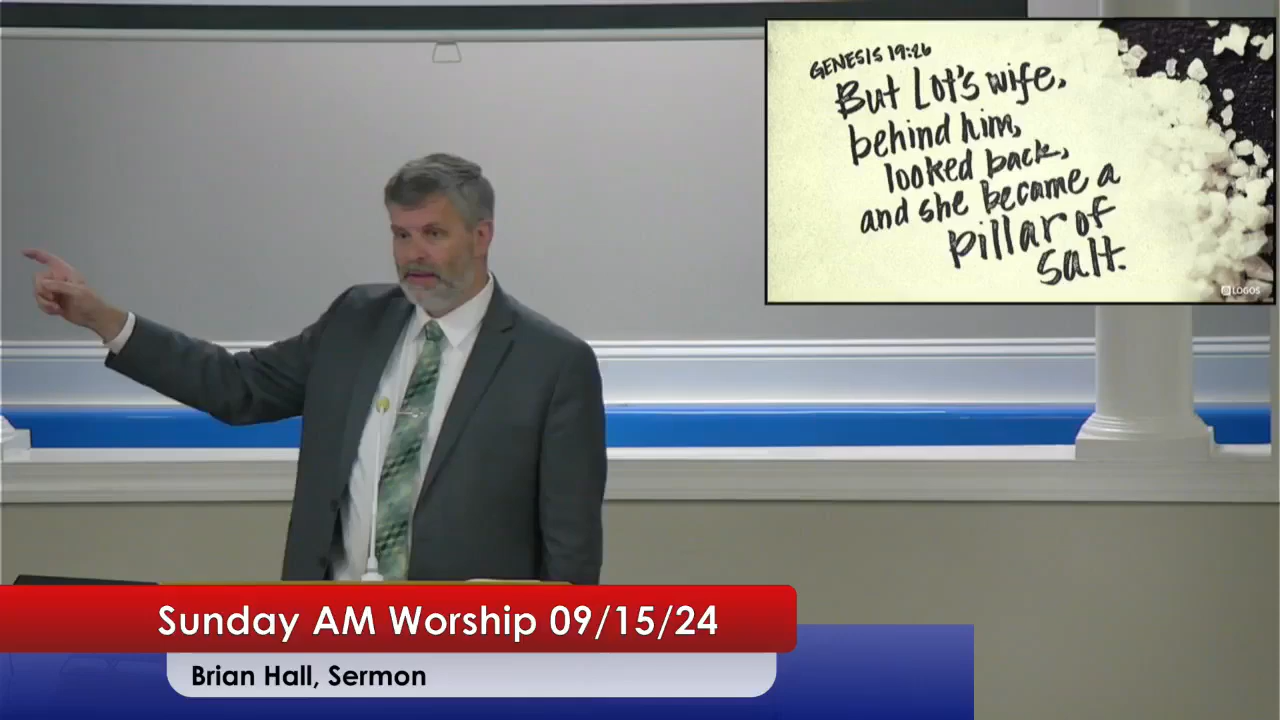 GENESIS 19:26
But Lot's wife,
behind him,
looked back,
and she became a
pillar of
salt.
LOGOS
Sunday AM Worship 09/15/24
Brian Hall, Sermon